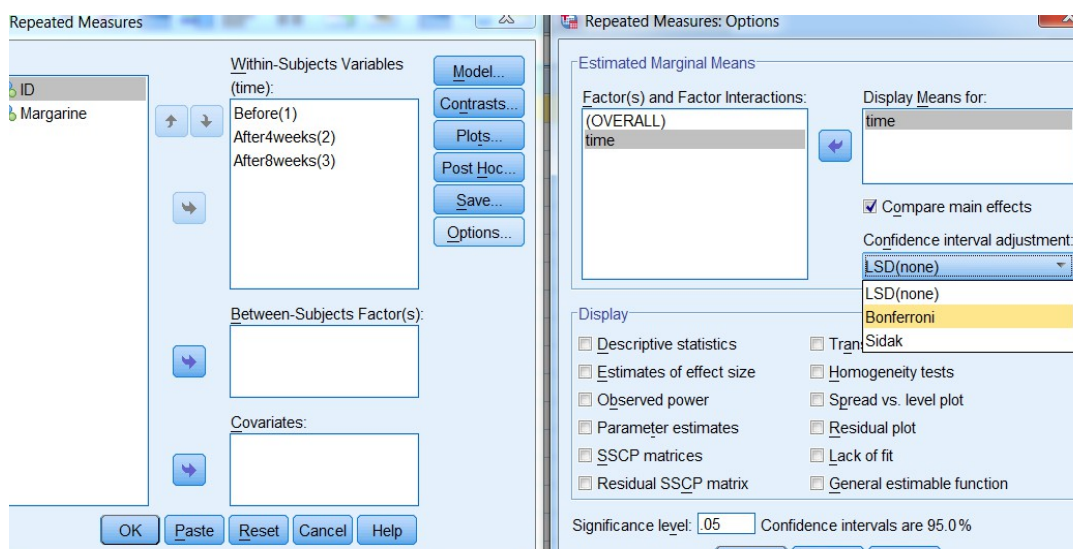 Repeated Measures
ID
Margarine
Within-Subjects Variables
(time):
Before(1)
After4weeks(2)
After8weeks(3)
Between-Subjects Factor(s):
Covariates:
Model...
Contrasts...
Plots...
Post Hoc...
Save...
Options...
OK Paste Reset Cancel Help
Repeated Measures: Options
Estimated Marginal Means
Factor(s) and Factor Interactions:
(OVERALL)
time
Display Means for:
time
Compare main effects
Confidence interval adjustment:
LSD(none)
LSD(none)
Bonferroni
Sidak
Display
Descriptive statistics
Estimates of effect size
Observed power
Parameter estimates
SSCP matrices
Residual SSCP matrix
Tran
Homogeneity tests
Spread vs. level plot
Residual plot
Lack of fit
General estimable function
Significance level: .05 Confidence intervals are 95.0%